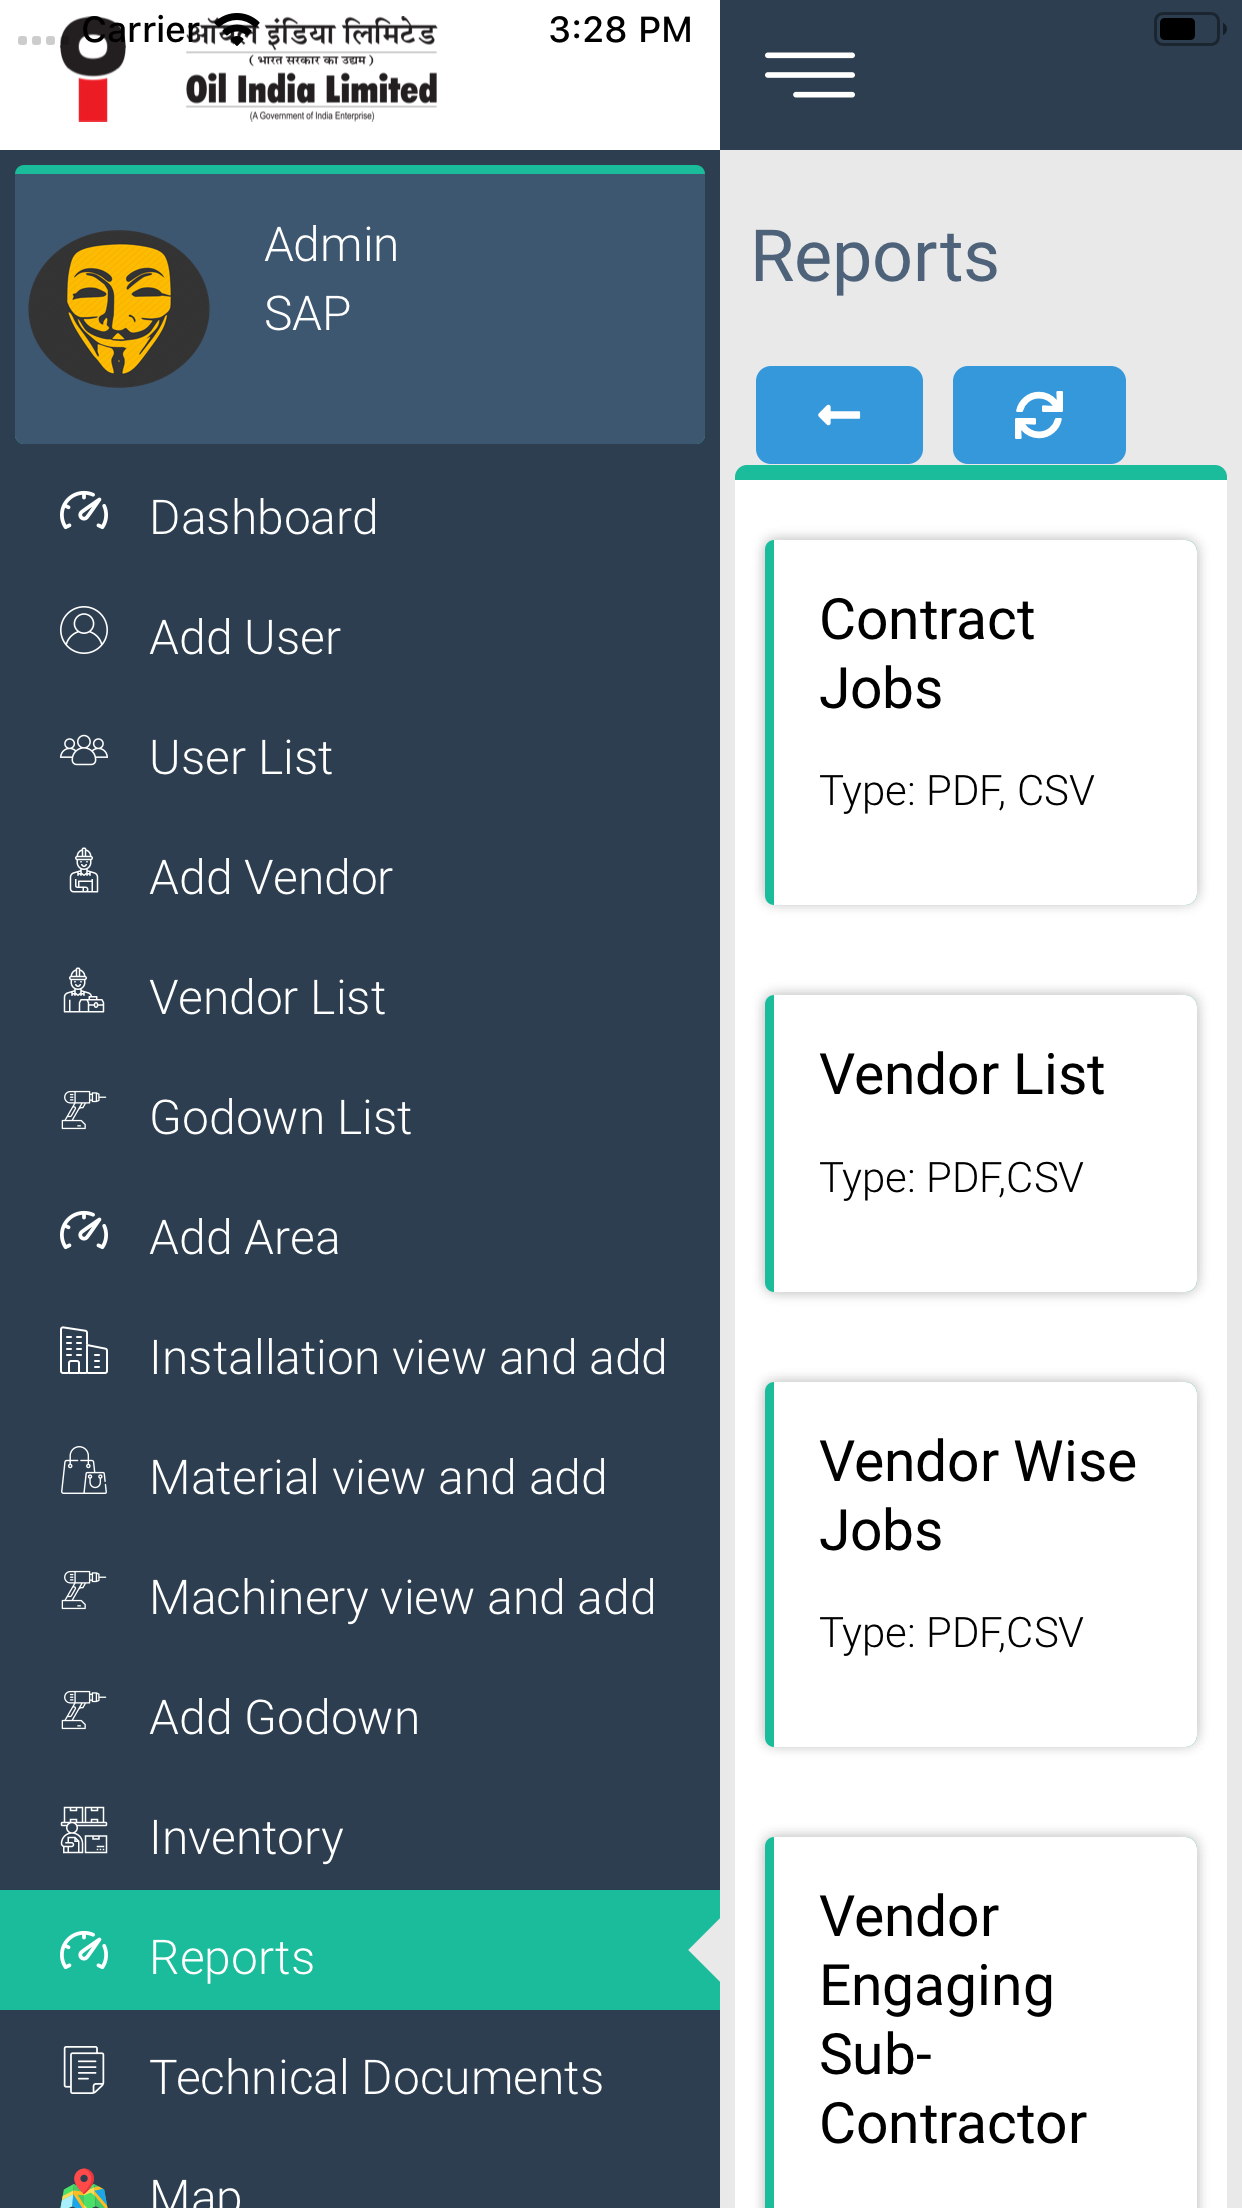 Carrier
3:28 PM
ऑयल इंडिया लिमिटेड
( भारत सरकार का उद्यम )
Oil India Limited
(A Government of India Enterprise)
Admin
SAP
Dashboard
Add User
User List
Add Vendor
Vendor List
Godown List
Add Area
Installation view and add
Material view and add
Machinery view and add
Add Godown
Inventory
Reports
Technical Documents
Map
Reports
Contract
Jobs
Type: PDF, CSV
Vendor List
Type: PDF,CSV
Vendor Wise
Jobs
Type: PDF,CSV
Vendor
Engaging
Sub-
Contractor